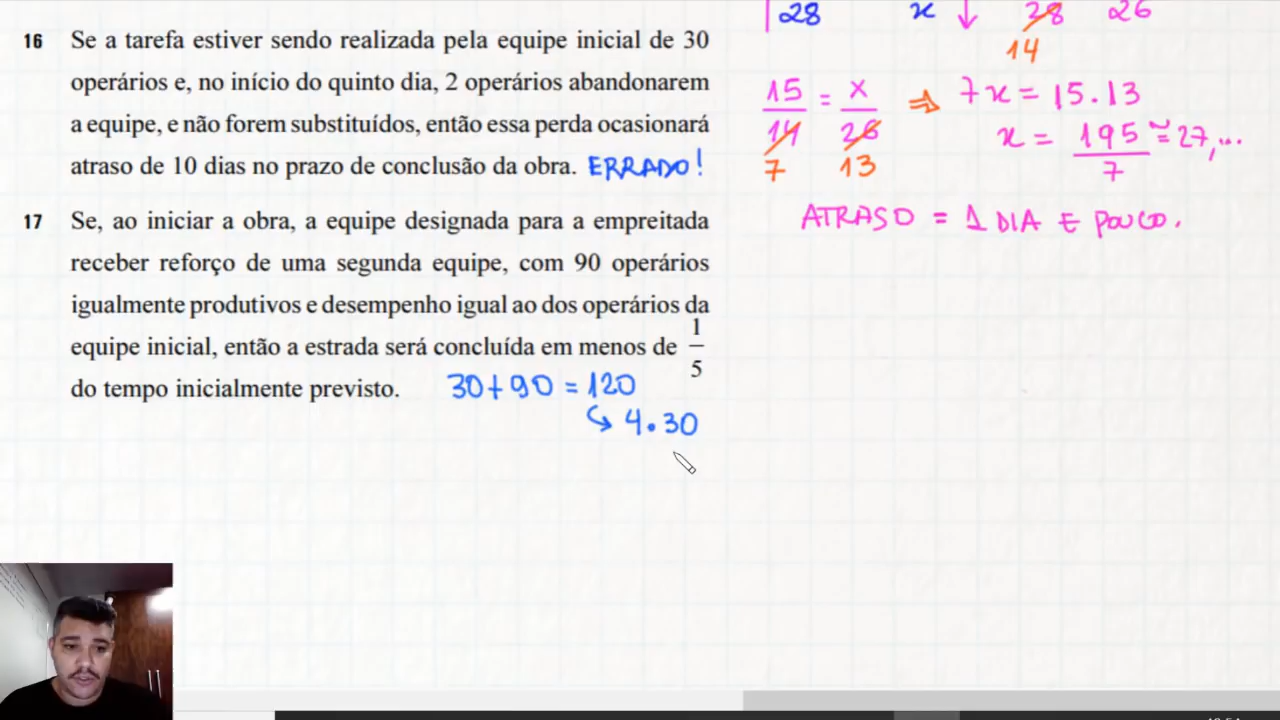 16 Se a tarefa estiver sendo realizada pela equipe inicial de 30
operários e, no início do quinto dia, 2 operários abandonarem
a equipe, e não forem substituídos, então essa perda ocasionará
atraso de 10 dias no prazo de conclusão da obra. ERRADO!
17 Se, ao iniciar a obra, a equipe designada para a empreitada
receber reforço de uma segunda equipe, com 90 operários
igualmente produtivos e desempenho igual ao dos operários da
equipe inicial, então a estrada será concluída em menos de 1/5
do tempo inicialmente previsto. 30+90 = 120
↳ 4.30
28 x ↓ 28 26
14
15/14 = x/26 ⇒ 7x = 15.13
7 13
x = 195/7 ≅ 27,...
ATRASO = 1 DIA E POUCO.